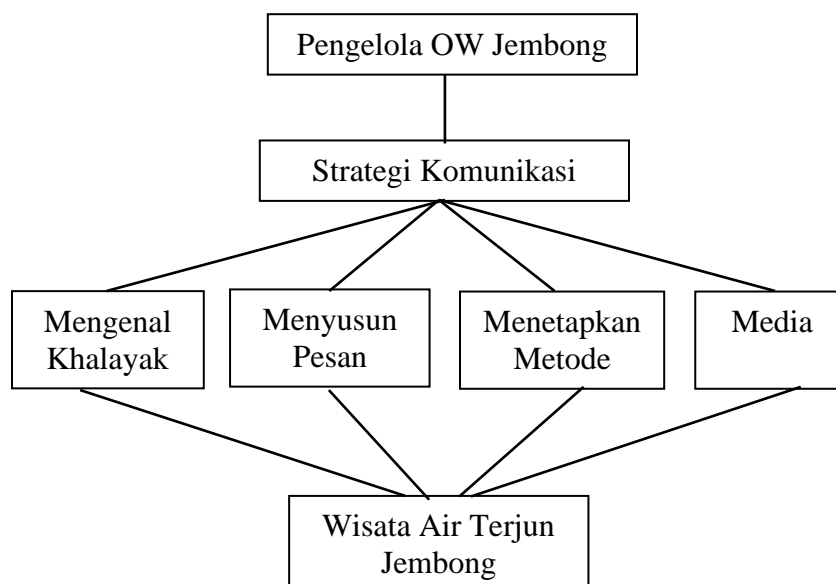 Pengelola OW Jembong
Strategi Komunikasi
Mengenal
Khalayak
Menyusun
Pesan
Menetapkan
Metode
Media
Wisata Air Terjun
Jembong